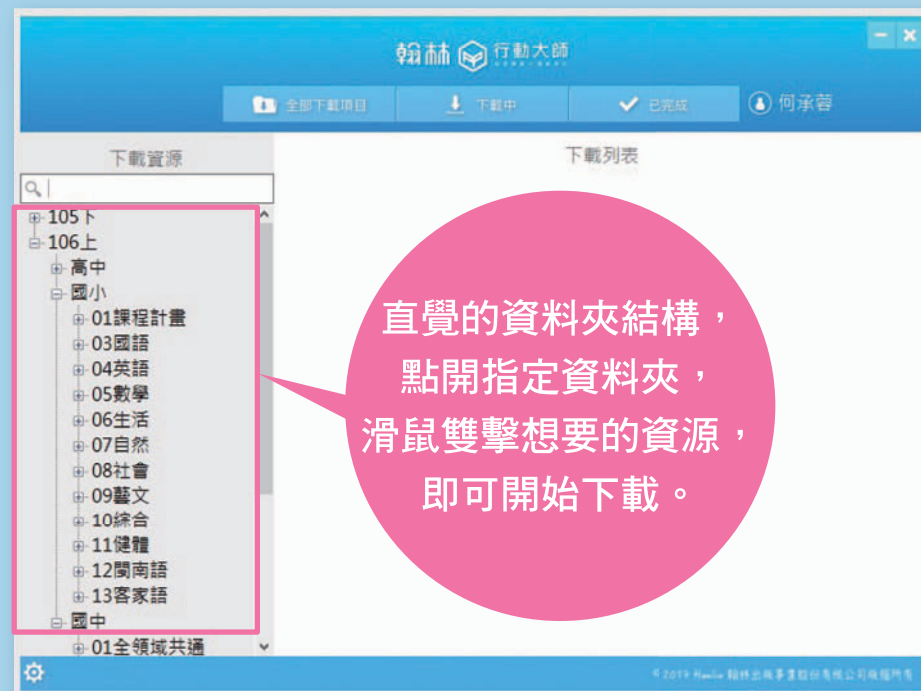 翰林 行動大師
全部下載項目
下載中
已完成
何承蓉
下載資源
下載列表
105下
106上
高中
國小
01課程計畫
03國語
04英語
05數學
06生活
07自然
08社會
09藝文
10綜合
11健體
12閩南語
13客家語
國中
01全領域共通
直覺的資料夾結構，
點開指定資料夾，
滑鼠雙擊想要的資源，
即可開始下載。